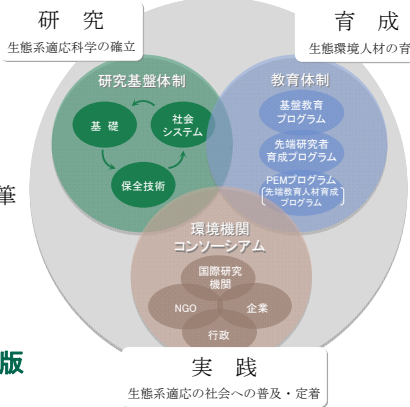 研 究
生態系適応科学の確立
育 成
生態環境人材の育
研究基盤体制
基 礎
社会
システム
保全技術
教育体制
基盤教育
プログラム
先端研究者
育成プログラム
PEMプログラム
〔先端教育人材育成
プログラム〕
筆
環境機関
コンソーシアム
国際研究
機関
NGO
企業
行政
版
実 践
生態系適応の社会への普及・定着